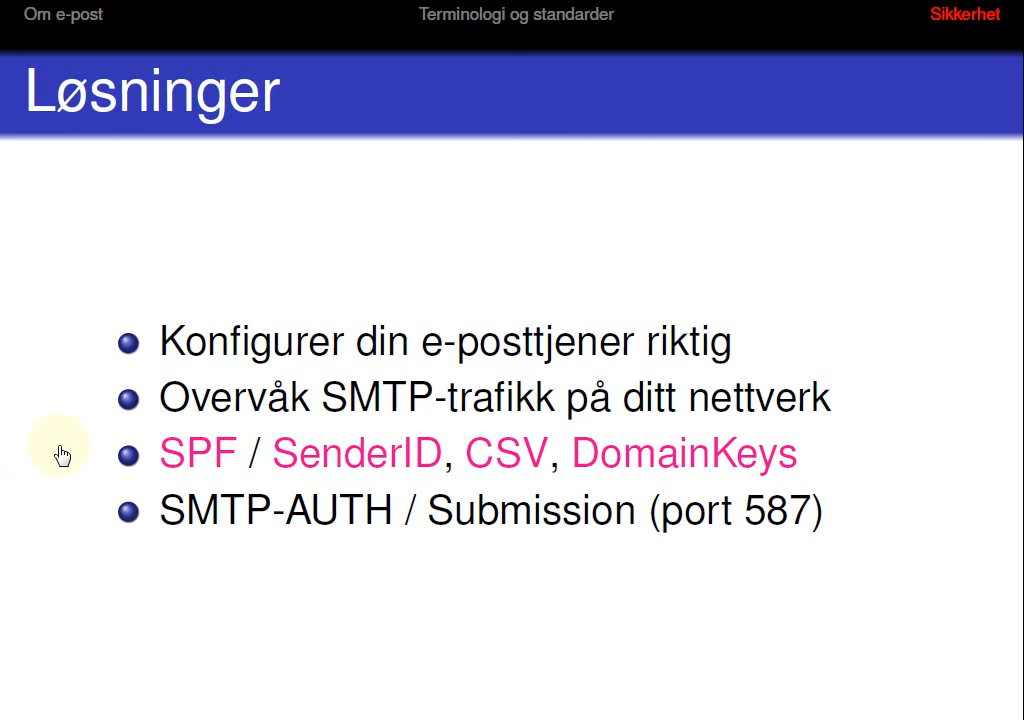 Om e-post Terminologi og standarder Sikkerhet
Løsninger
Konfigurer din e-posttjener riktig
Overvåk SMTP-trafikk på ditt nettverk
SPF / SenderID, CSV, DomainKeys
SMTP-AUTH / Submission (port 587)